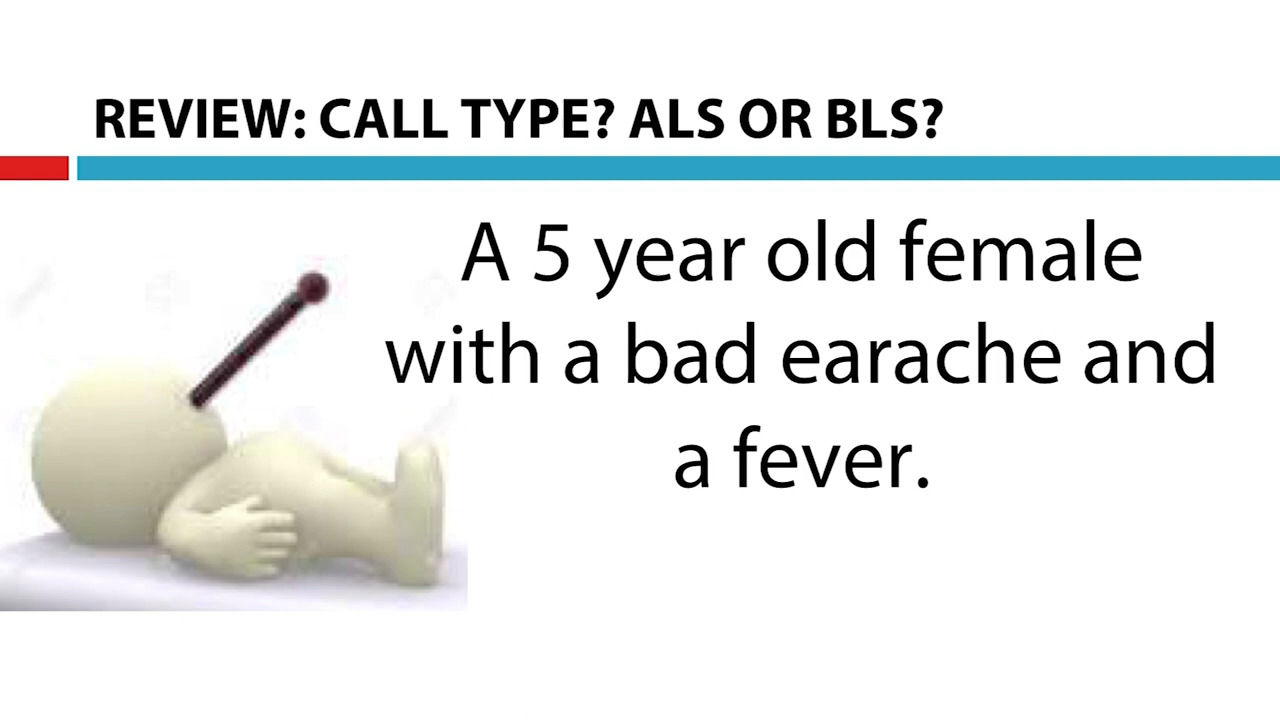 REVIEW: CALL TYPE? ALS OR BLS?
A 5 year old female
with a bad earache and
a fever.